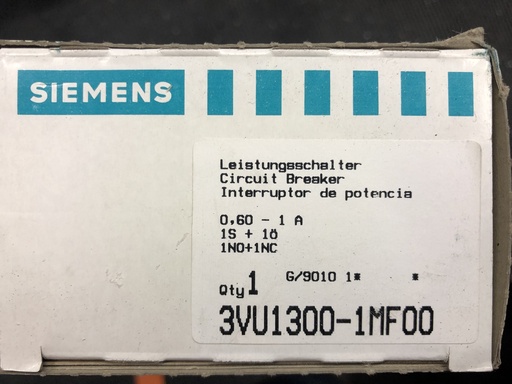 SIEMENS
Leistungsschalter
Circuit Breaker
Interruptor de potencia
0,60 - 1 A
1S + 1Ö
1NO+1NC
Qty 1 G/9010 1* *
3VU1300-1MF00